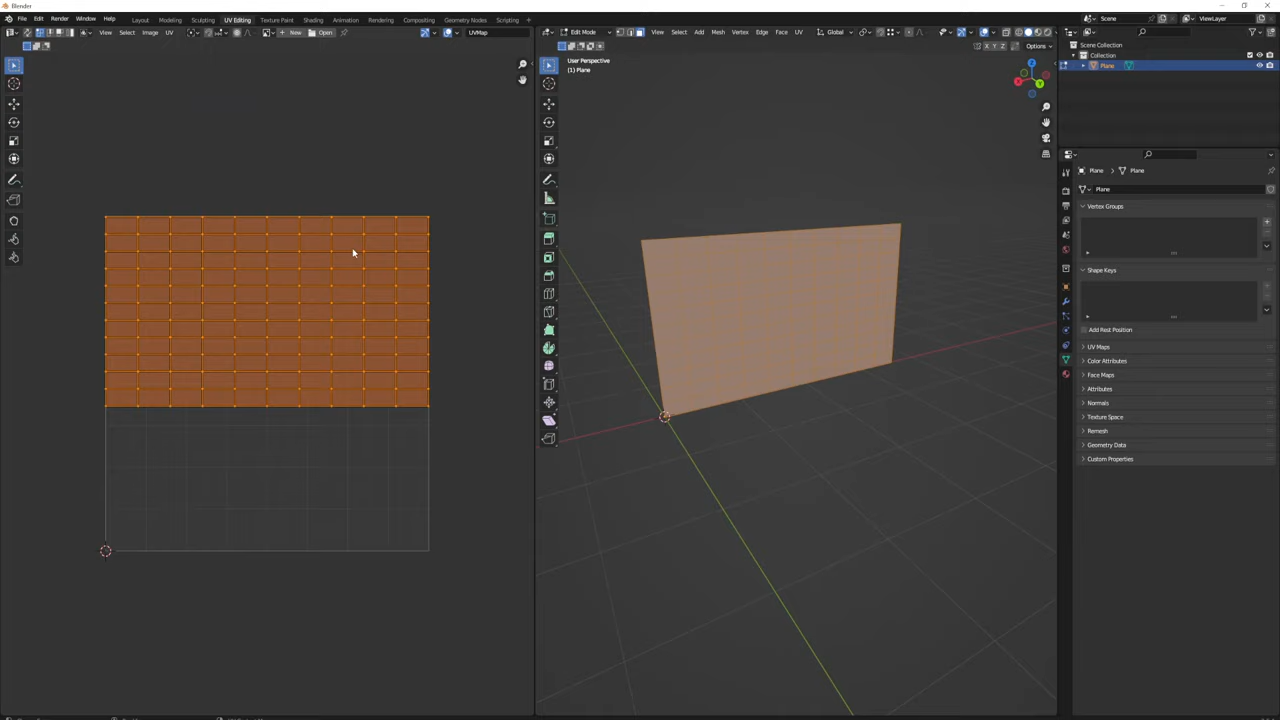 Blender
File Edit Render Window Help Layout Modeling Sculpting UV Editing Texture Paint Shading Animation Rendering Compositing Geometry Nodes Scripting Scene ViewLayer
View Select Image UV New Open UVMap Edit Mode View Select Add Mesh Vertex Edge Face UV Global
X Y Z Options
Scene Collection
Collection
Plane
User Perspective
(1) Plane
Plane Plane
Plane
Vertex Groups
Shape Keys
Add Rest Position
UV Maps
Color Attributes
Face Maps
Attributes
Normals
Texture Space
Remesh
Geometry Data
Custom Properties